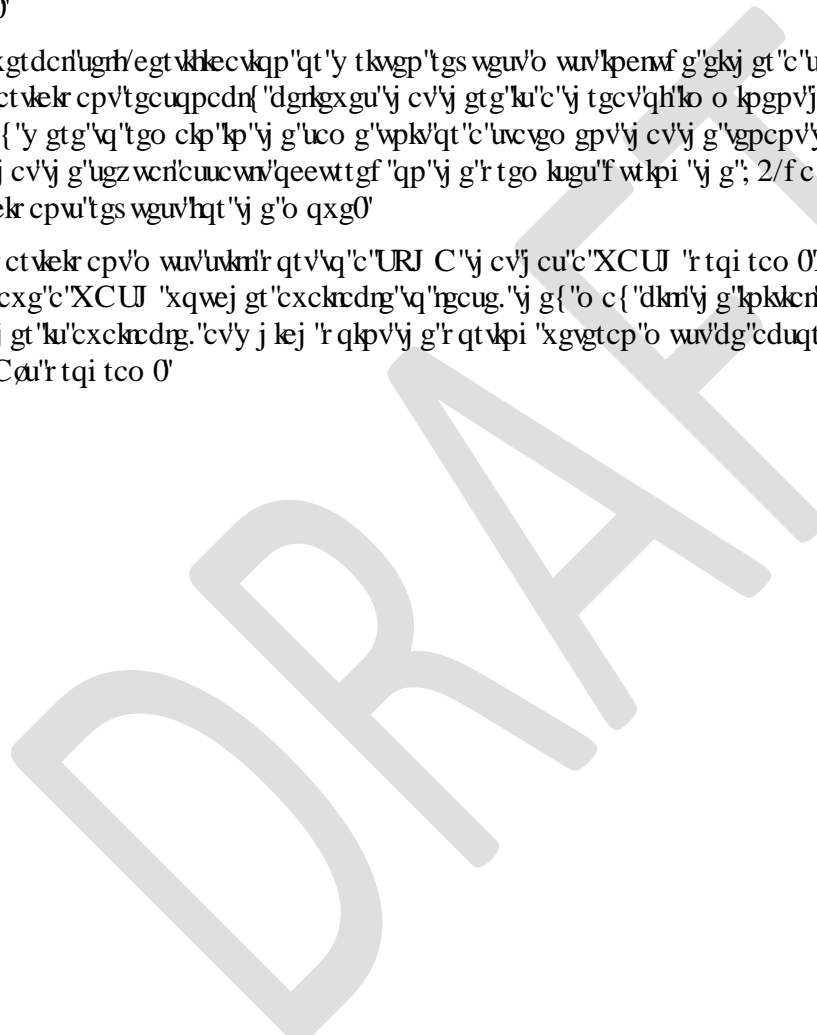 0'
xgtdcn"ugnh/egtvkhkecvkqp"qt"y tkwgp"tgs wguv"o wuv"kpenwf g"gkvj gt"c"u
ctvkekr cpv"tgcuqpcdn{"dgnkgxgu"vj cv"vj gtg"ku"c"vj tgcv"qh"ko o kpgpv"j
{"y gtg"vq"tgo ckp"kp"vj g"uco g"wpkv"qt"c"uvcvgo gpv"vj cv"vj g"vgpcpv"y
j cv"vj g"ugzwcn"cuucwnv"qeewttgf "qp"vj g"r tgo kugu"f wtkpi "vj g"; 2/f c
ekr cpvu"tgs wguv"hqt"vj g"o qxg0'
r ctvkekr cpv"o wuv"uvkm"r qtv"vq"c"URJ C"vj cv"j cu"c"XCUJ "r tqi tco 0"
cxg"c"XCUJ "xqwej gt"cxckncdng"vq"ngcug."vj g{"o c{"dkm"vj g"kpkvkcn"
j gt"ku"cxckncdng."cv"y j kej "r qkpv"vj g"r qtvkpi "xgvgtcp"o wuv"dg"cduqt
Cøu"r tqi tco 0'
DRAFT